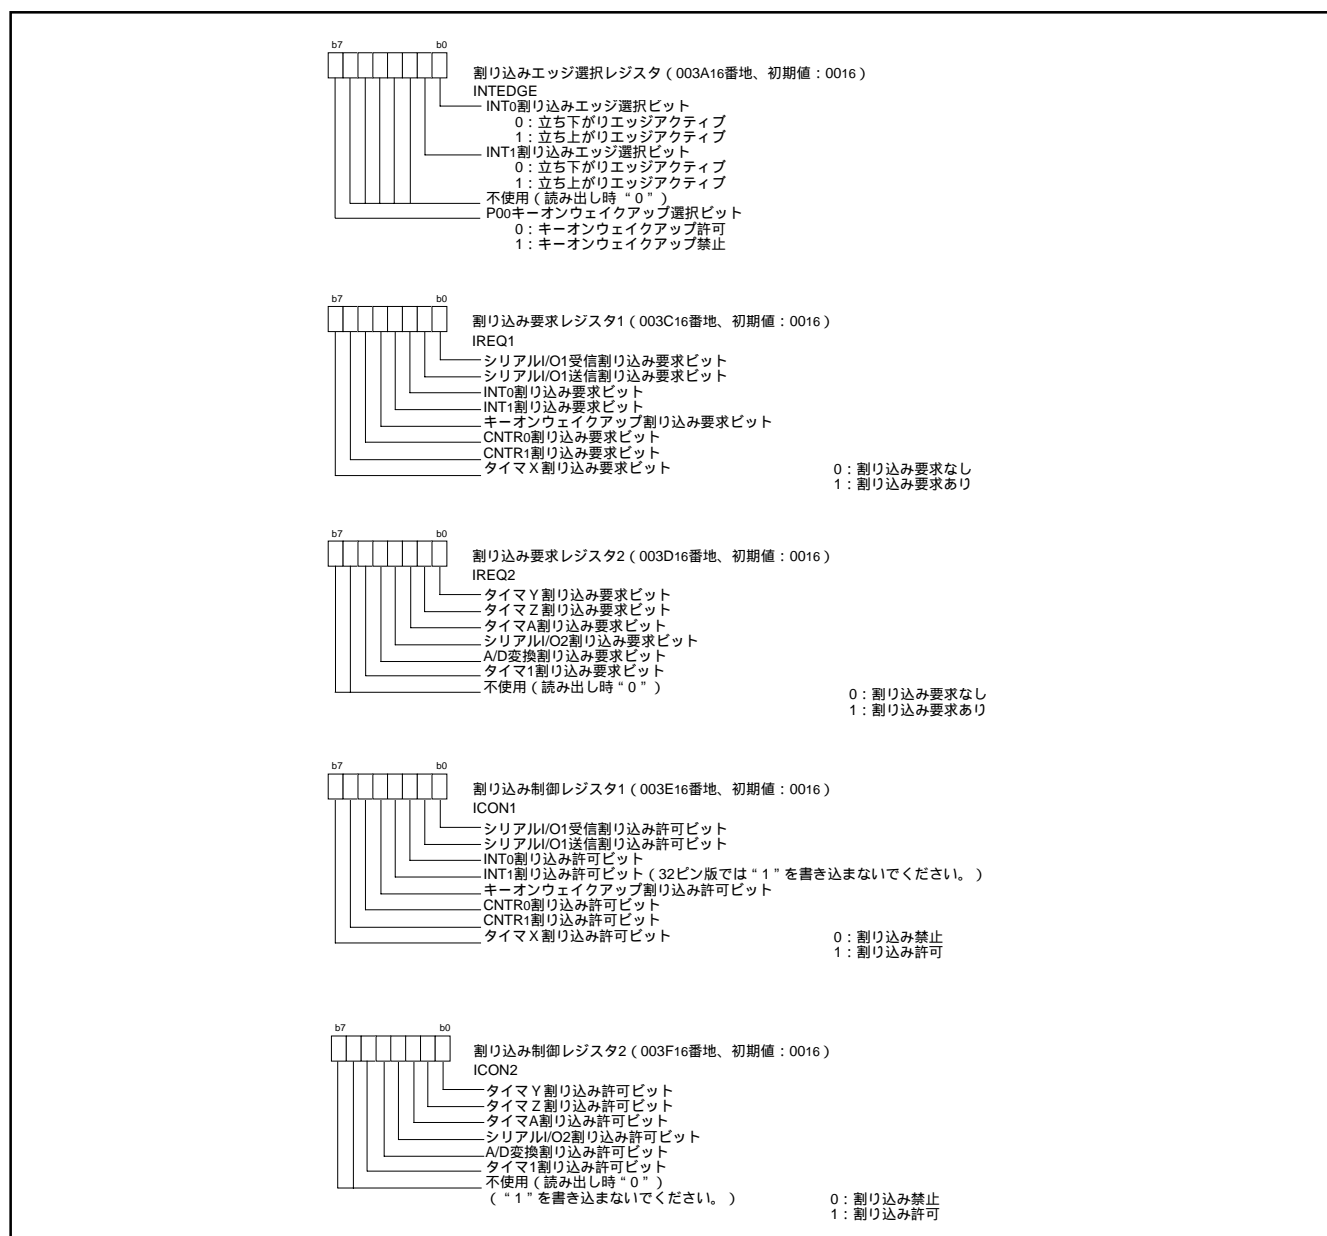 b7 b0
割り込みエッジ選択レジスタ(003A16番地、初期値:0016)
INTEDGE
INT0割り込みエッジ選択ビット
0:立ち下がりエッジアクティブ
1:立ち上がりエッジアクティブ
INT1割り込みエッジ選択ビット
0:立ち下がりエッジアクティブ
1:立ち上がりエッジアクティブ
不使用(読み出し時“0”)
P00キーオンウェイクアップ選択ビット
0:キーオンウェイクアップ許可
1:キーオンウェイクアップ禁止
b7 b0
割り込み要求レジスタ1(003C16番地、初期値:0016)
IREQ1
シリアルI/O1受信割り込み要求ビット
シリアルI/O1送信割り込み要求ビット
INT0割り込み要求ビット
INT1割り込み要求ビット
キーオンウェイクアップ割り込み要求ビット
CNTR0割り込み要求ビット
CNTR1割り込み要求ビット
タイマX割り込み要求ビット
0:割り込み要求なし
1:割り込み要求あり
b7 b0
割り込み要求レジスタ2(003D16番地、初期値:0016)
IREQ2
タイマY割り込み要求ビット
タイマZ割り込み要求ビット
タイマA割り込み要求ビット
シリアルI/O2割り込み要求ビット
A/D変換割り込み要求ビット
タイマ1割り込み要求ビット
不使用(読み出し時“0”)
0:割り込み要求なし
1:割り込み要求あり
b7 b0
割り込み制御レジスタ1(003E16番地、初期値:0016)
ICON1
シリアルI/O1受信割り込み許可ビット
シリアルI/O1送信割り込み許可ビット
INT0割り込み許可ビット
INT1割り込み許可ビット(32ピン版では“1”を書き込まないでください。)
キーオンウェイクアップ割り込み許可ビット
CNTR0割り込み許可ビット
CNTR1割り込み許可ビット
タイマX割り込み許可ビット
0:割り込み禁止
1:割り込み許可
b7 b0
割り込み制御レジスタ2(003F16番地、初期値:0016)
ICON2
タイマY割り込み許可ビット
タイマZ割り込み許可ビット
タイマA割り込み許可ビット
シリアルI/O2割り込み許可ビット
A/D変換割り込み許可ビット
タイマ1割り込み許可ビット
不使用(読み出し時“0”)
(“1”を書き込まないでください。)
0:割り込み禁止
1:割り込み許可